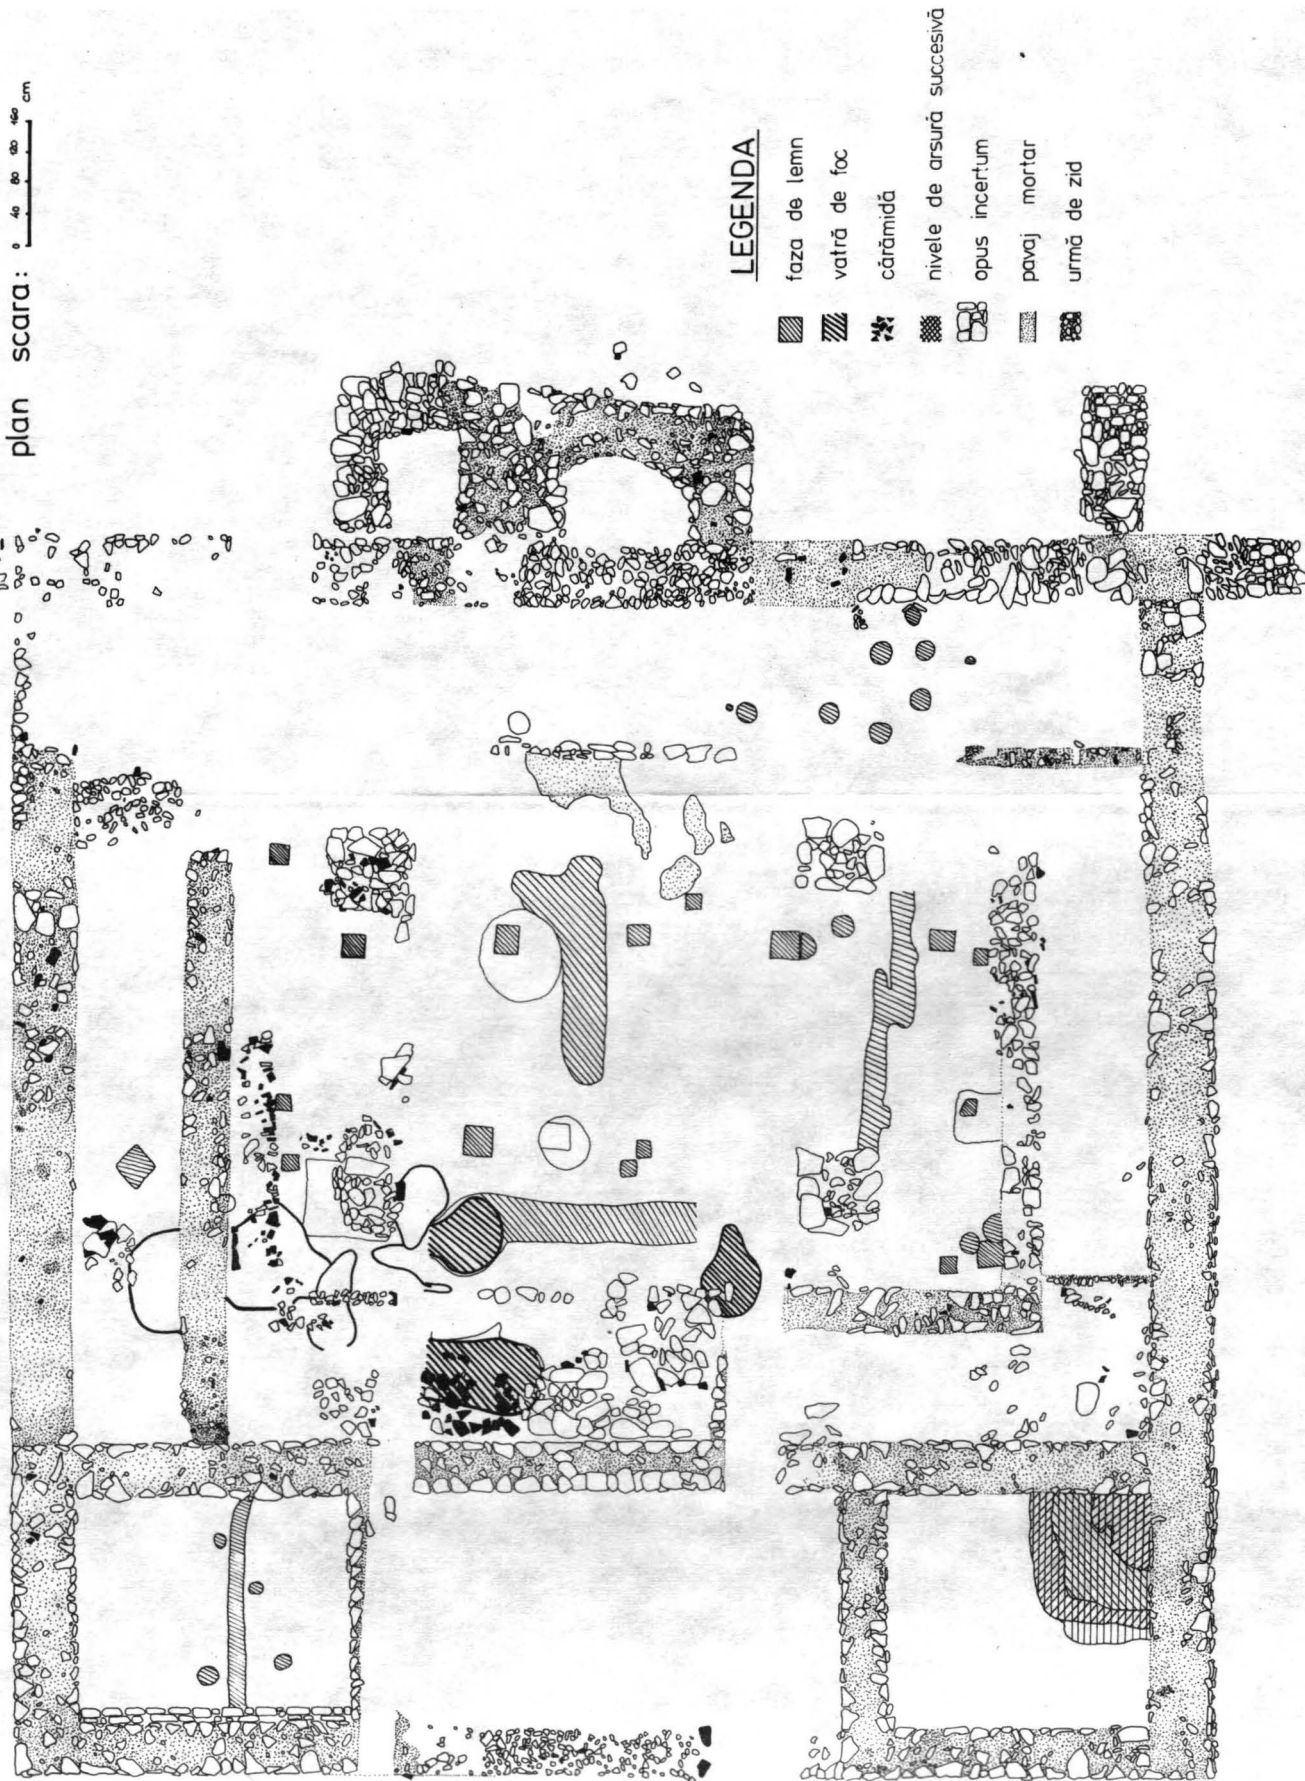 plan scara: 0 40 80 120 160 cm
LEGENDA
faza de lemn
vatră de foc
cărămidă
nivele de arsură succesivă
opus incertum
pavaj mortar
urmă de zid